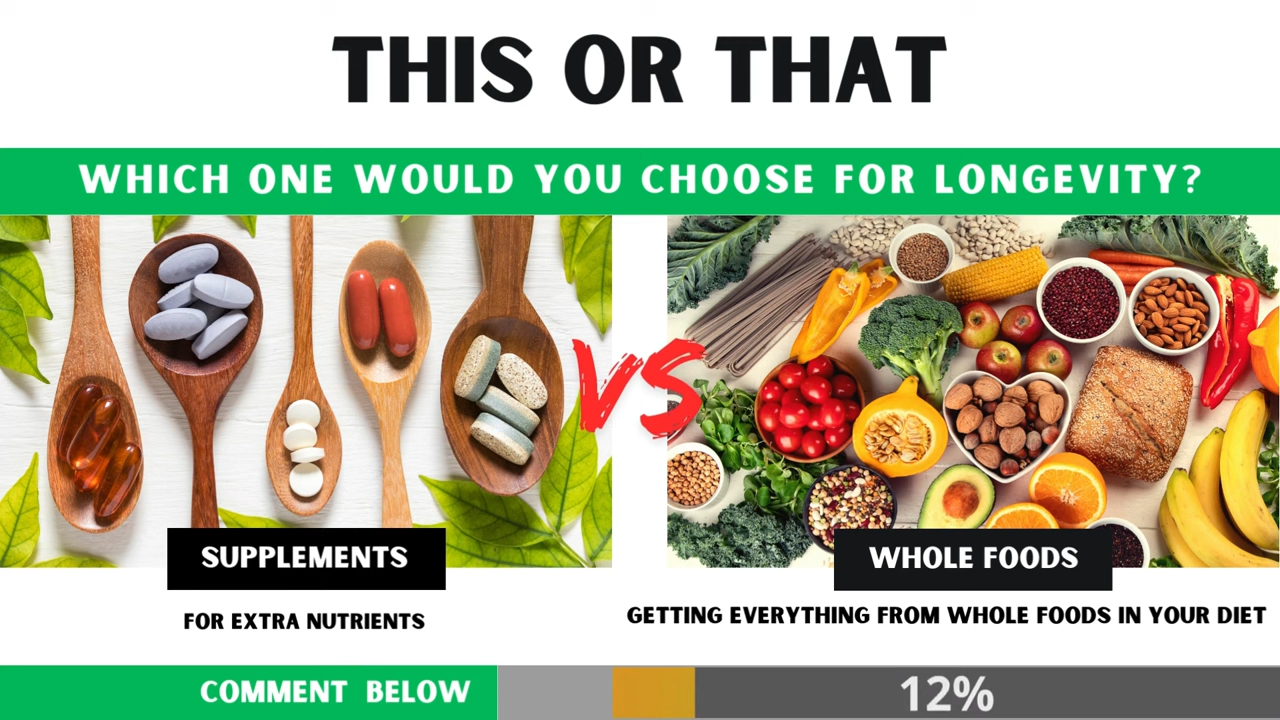 THIS OR THAT
WHICH ONE WOULD YOU CHOOSE FOR LONGEVITY?
VS
SUPPLEMENTS
WHOLE FOODS
FOR EXTRA NUTRIENTS
GETTING EVERYTHING FROM WHOLE FOODS IN YOUR DIET
COMMENT BELOW
12%